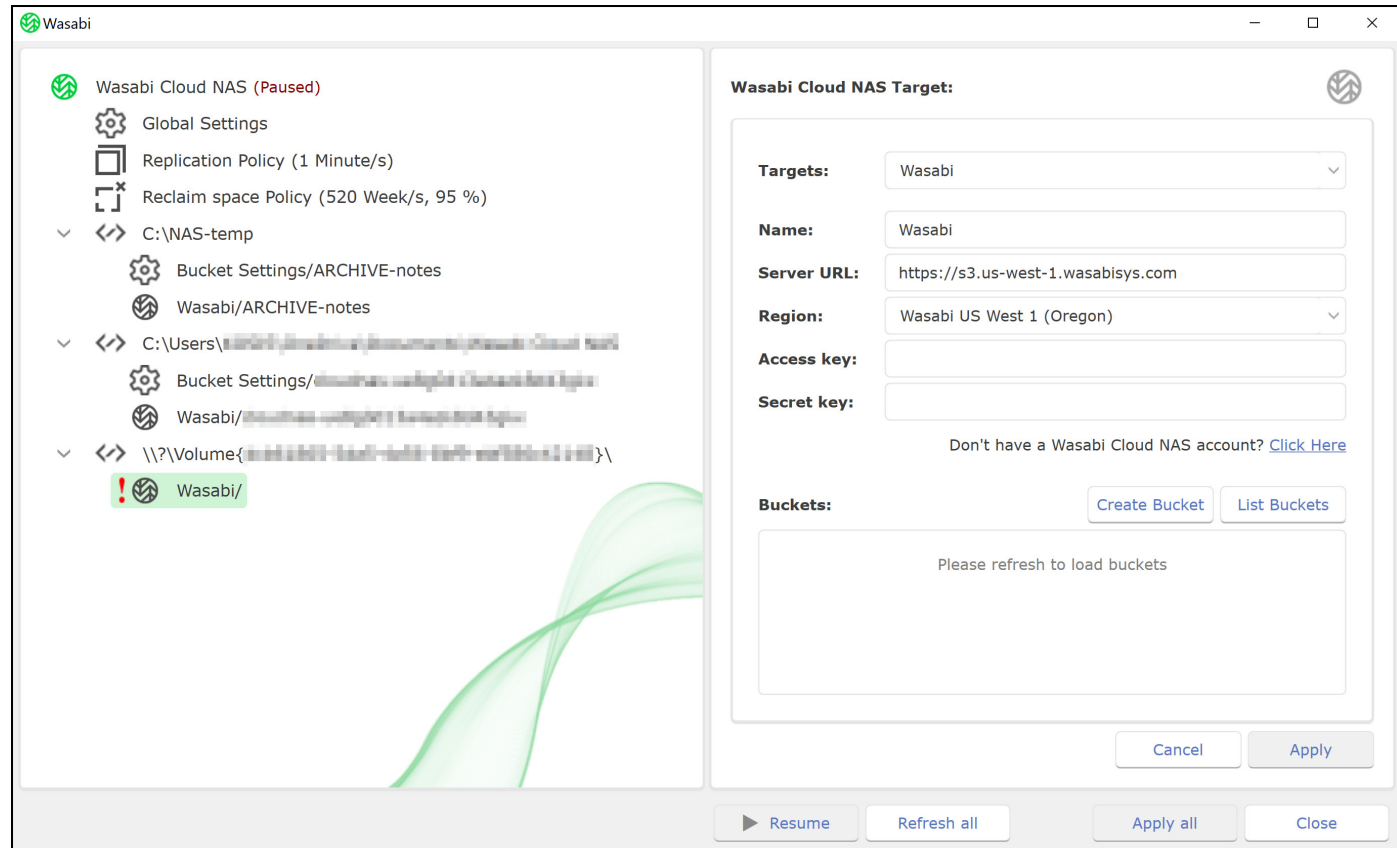 Wasabi
Wasabi Cloud NAS (Paused)
Global Settings
Replication Policy (1 Minute/s)
Reclaim space Policy (520 Week/s, 95 %)
C:\NAS-temp
Bucket Settings/ARCHIVE-notes
Wasabi/ARCHIVE-notes
C:\Users\
Bucket Settings/
Wasabi/
\\?\Volume{ }\
Wasabi/
Wasabi Cloud NAS Target:
Targets: Wasabi
Name: Wasabi
Server URL: https://s3.us-west-1.wasabisys.com
Region: Wasabi US West 1 (Oregon)
Access key:
Secret key:
Don't have a Wasabi Cloud NAS account? Click Here
Buckets: Create Bucket List Buckets
Please refresh to load buckets
Cancel Apply
Resume Refresh all Apply all Close